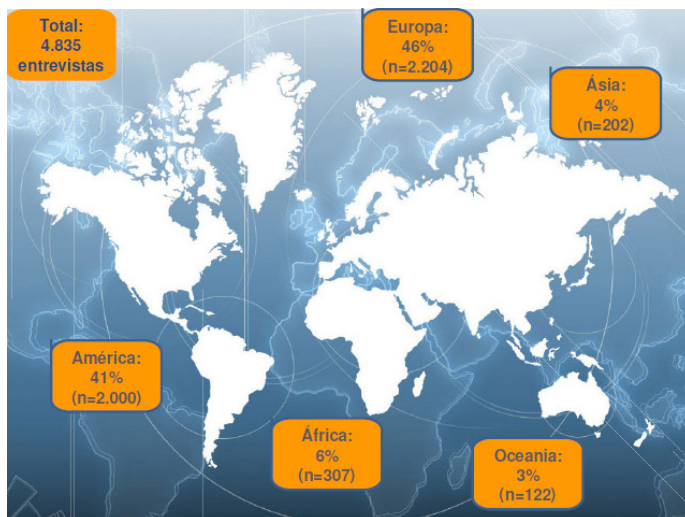 Total:
4.835
entrevistas
Europa:
46%
(n=2.204)
Ásia:
4%
(n=202)
América:
41%
(n=2.000)
África:
6%
(n=307)
Oceania:
3%
(n=122)